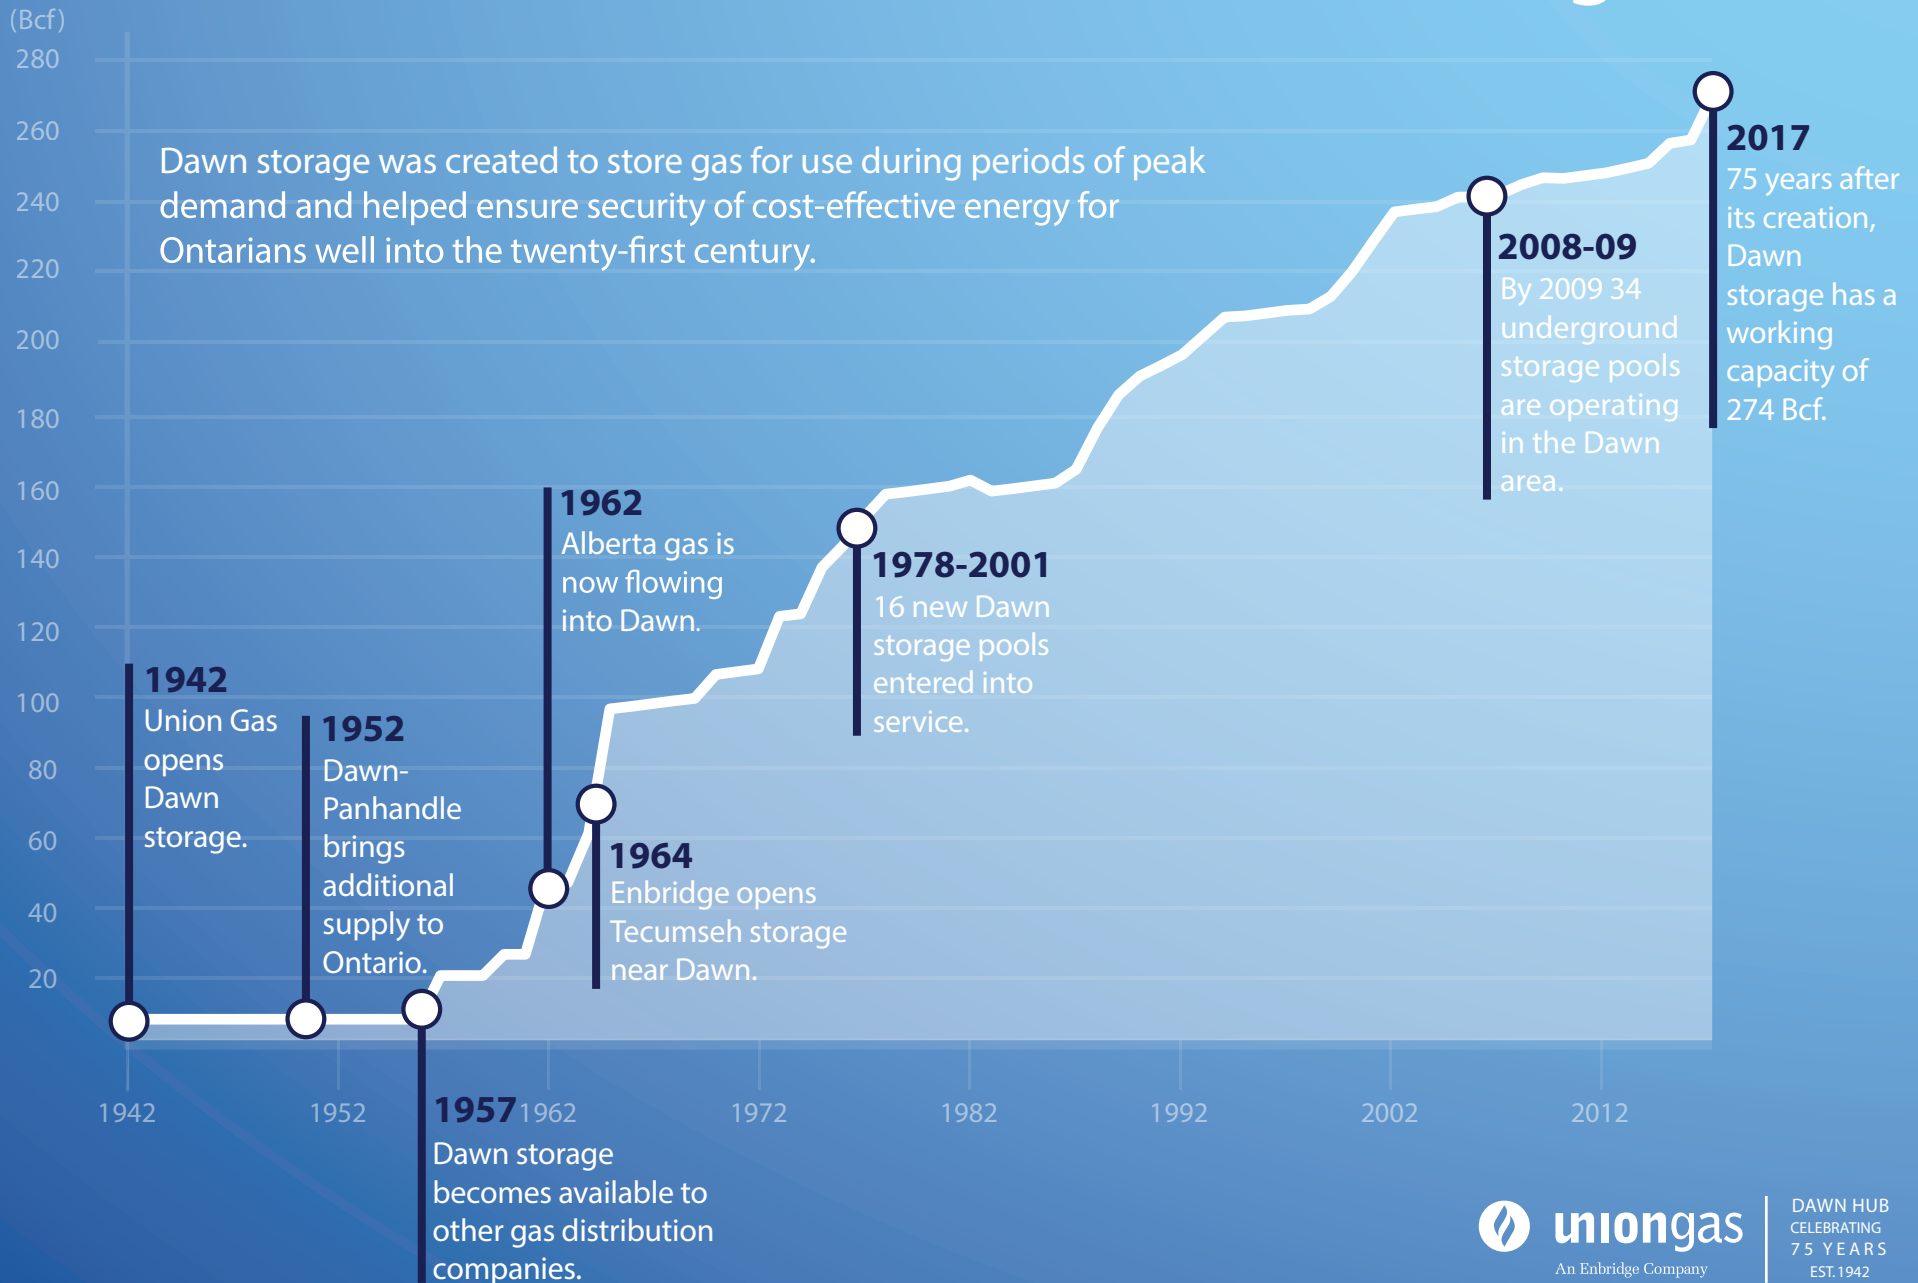 (Bcf)
280
260
240
220
200
180
160
140
120
100
80
60
40
20
Dawn storage was created to store gas for use during periods of peak
demand and helped ensure security of cost-effective energy for
Ontarians well into the twenty-first century.
1942
Union Gas
opens
Dawn
storage.
1952
Dawn-
Panhandle
brings
additional
supply to
Ontario.
1957
Dawn storage
becomes available to
other gas distribution
companies.
1962
Alberta gas is
now flowing
into Dawn.
1964
Enbridge opens
Tecumseh storage
near Dawn.
1978-2001
16 new Dawn
storage pools
entered into
service.
2008-09
By 2009 34
underground
storage pools
are operating
in the Dawn
area.
2017
75 years after
its creation,
Dawn
storage has a
working
capacity of
274 Bcf.
1942
1952
1962
1972
1982
1992
2002
2012
uniongas
An Enbridge Company
DAWN HUB
CELEBRATING
75 YEARS
EST.1942